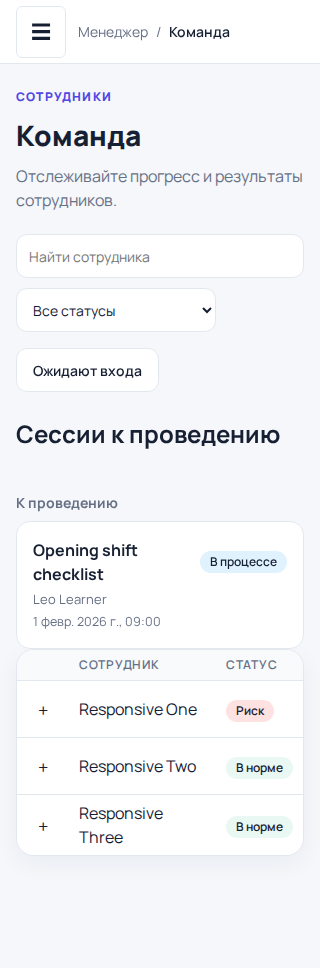 ☰ Менеджер / Команда
СОТРУДНИКИ
Команда
Отслеживайте прогресс и результаты
сотрудников.
Найти сотрудника
Все статусы
Ожидают входа
Сессии к проведению
К проведению
Opening shift
checklist
В процессе
Leo Learner
1 февр. 2026 г., 09:00
СОТРУДНИК СТАТУС
+ Responsive One Риск
+ Responsive Two В норме
+ Responsive
Three В норме